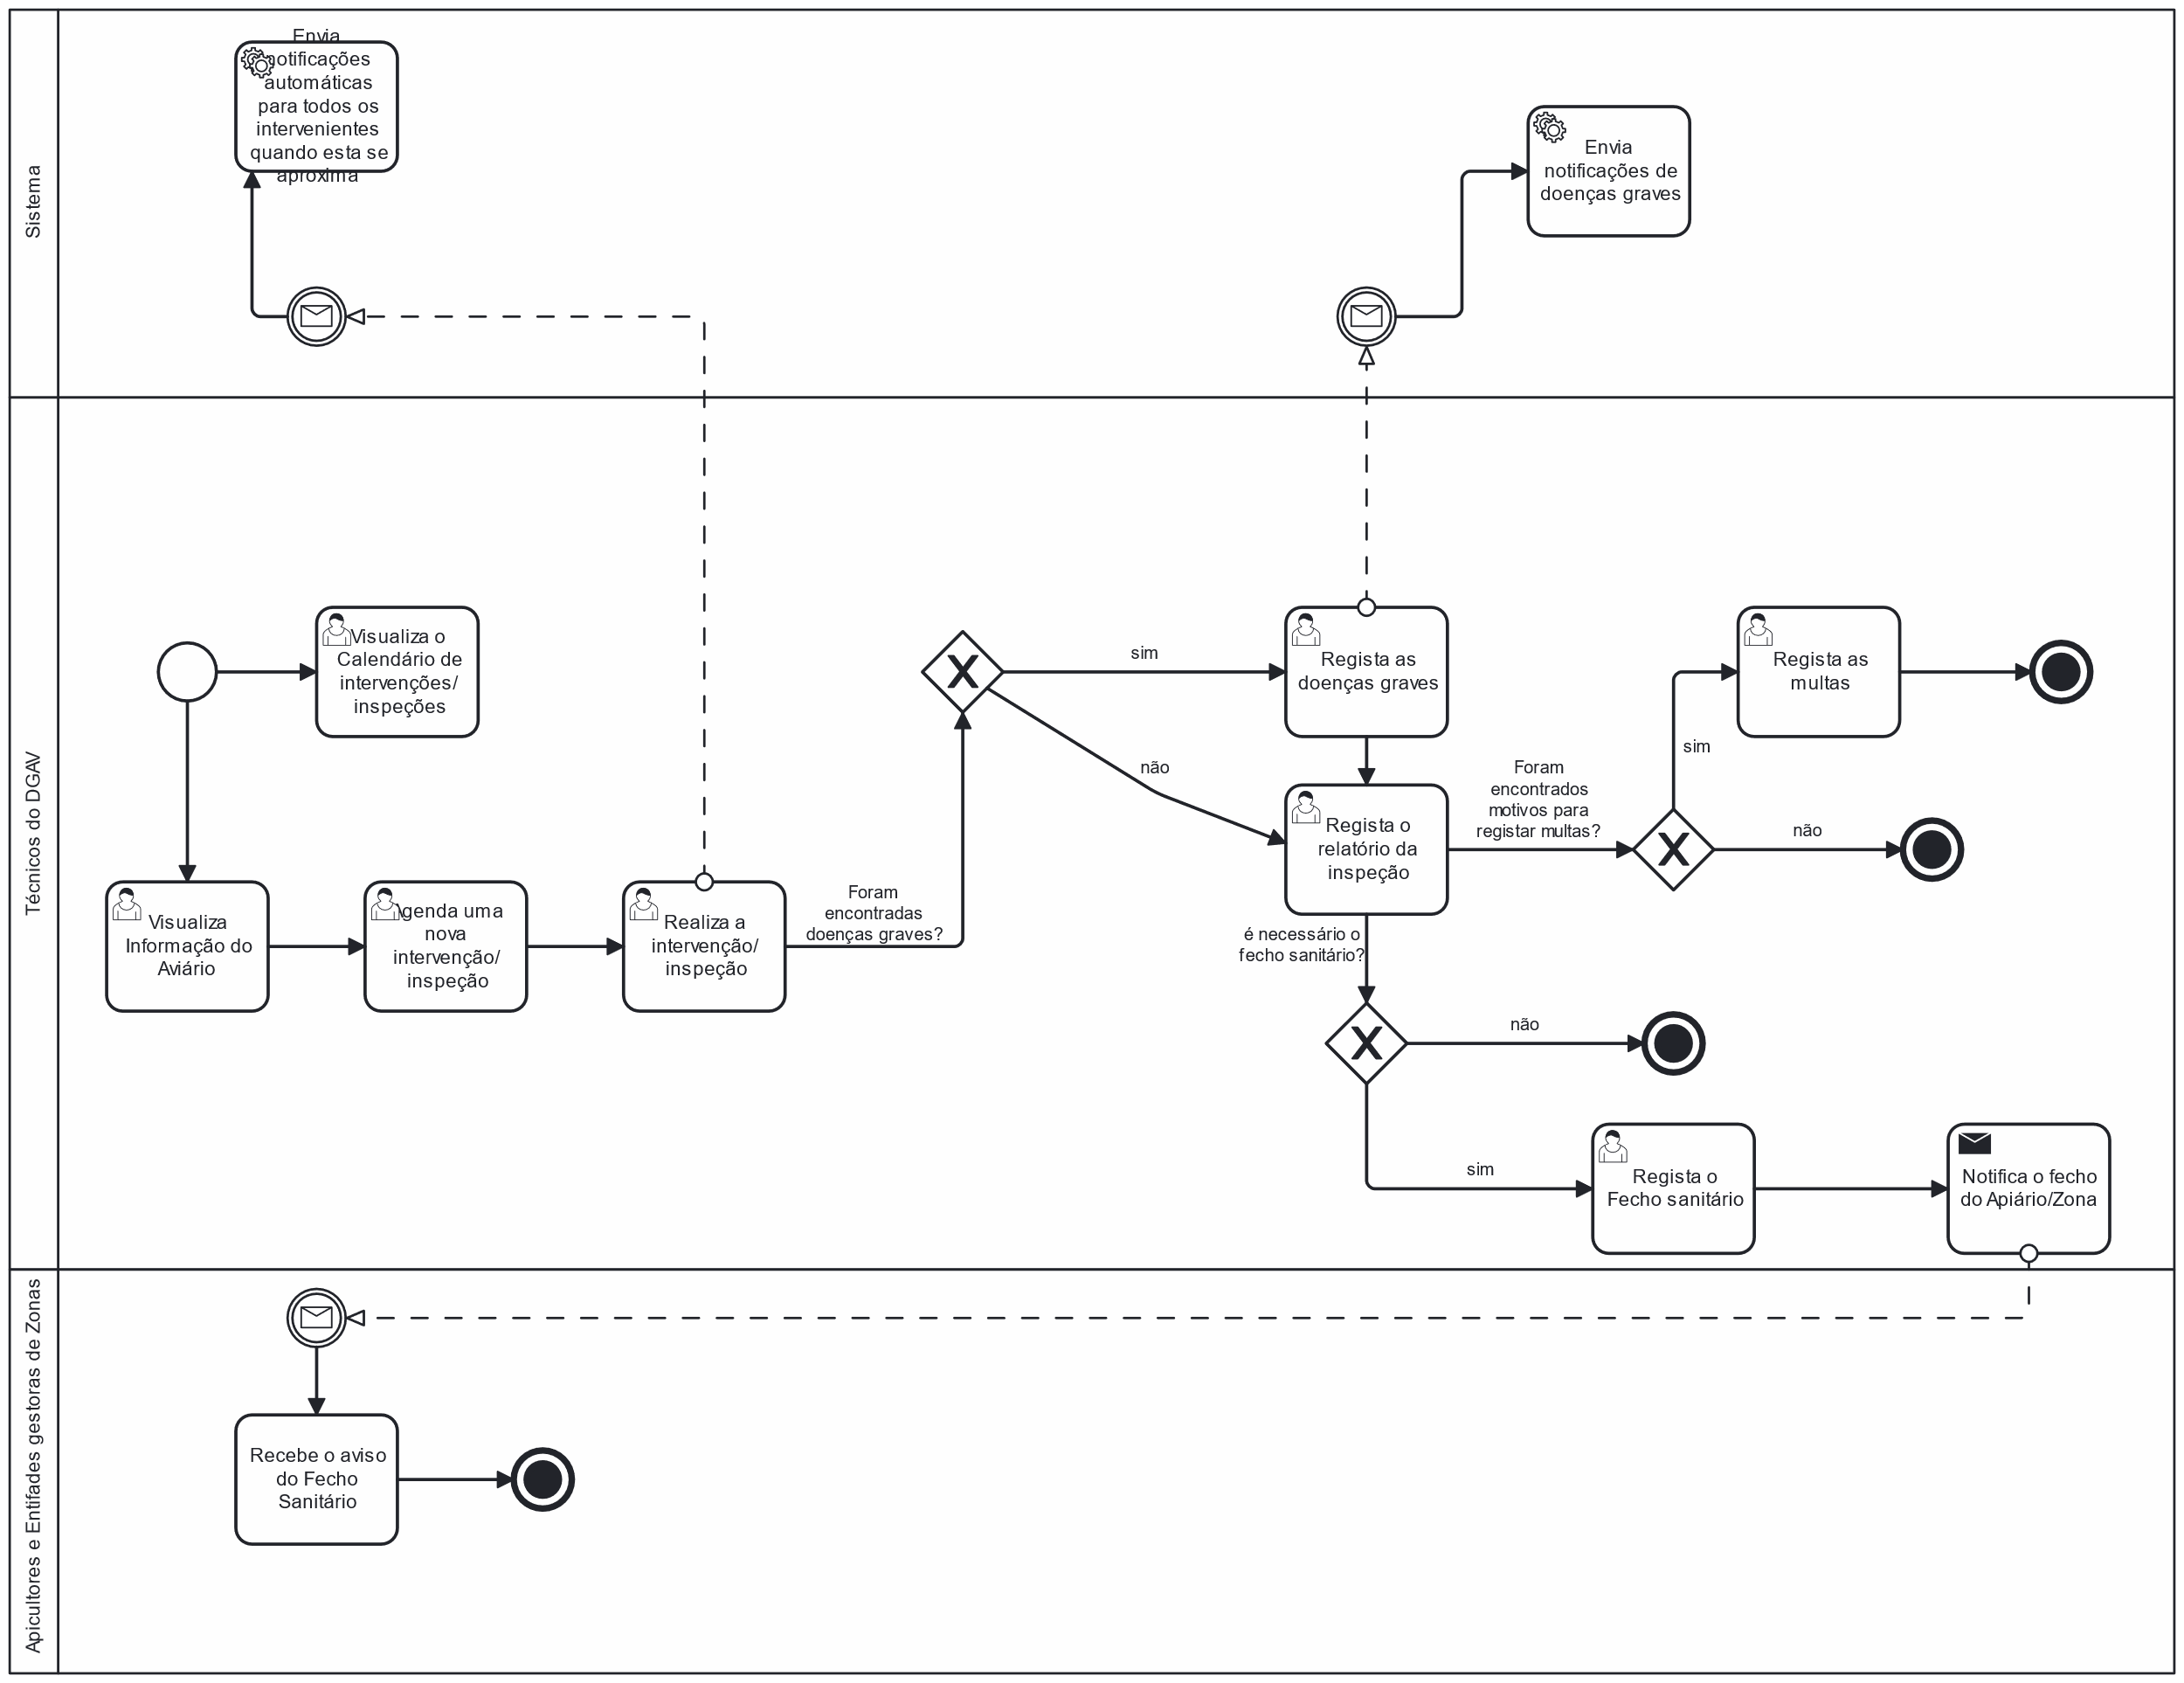 Sistema
Envia
notificações
automáticas
para todos os
intervenientes
quando esta se
aproxima
Envia
notificações de
doenças graves
Técnicos do DGAV
Visualiza o
Calendário de
intervenções/
inspeções
Visualiza
Informação do
Aviário
Agenda uma
nova
intervenção/
inspeção
Realiza a
intervenção/
inspeção
Foram
encontradas
doenças graves?
sim
não
Regista as
doenças graves
Regista o
relatório da
inspeção
Foram
encontrados
motivos para
registar multas?
sim
não
Regista as
multas
é necessário o
fecho sanitário?
não
sim
Regista o
Fecho sanitário
Notifica o fecho
do Apiário/Zona
Apicultores e Entifades gestoras de Zonas
Recebe o aviso
do Fecho
Sanitário